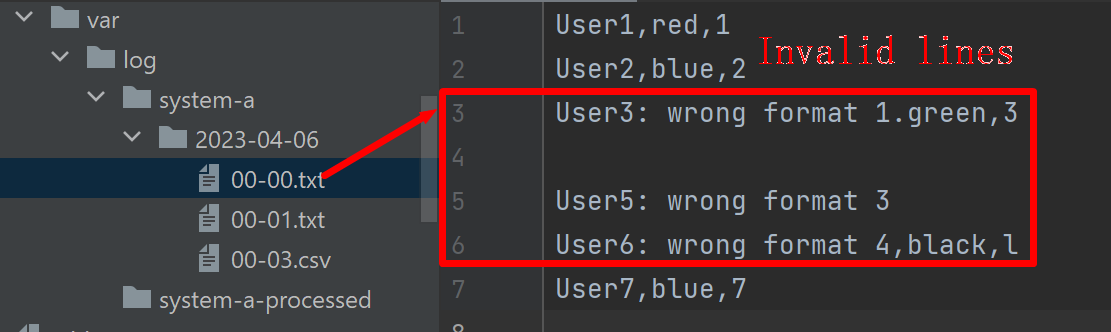 var
log
system-a
2023-04-06
00-00.txt
00-01.txt
00-03.csv
system-a-processed
1 User1,red,1
Invalid lines
2 User2,blue,2
3 User3: wrong format 1.green,3
4
5 User5: wrong format 3
6 User6: wrong format 4,black,l
7 User7,blue,7
8